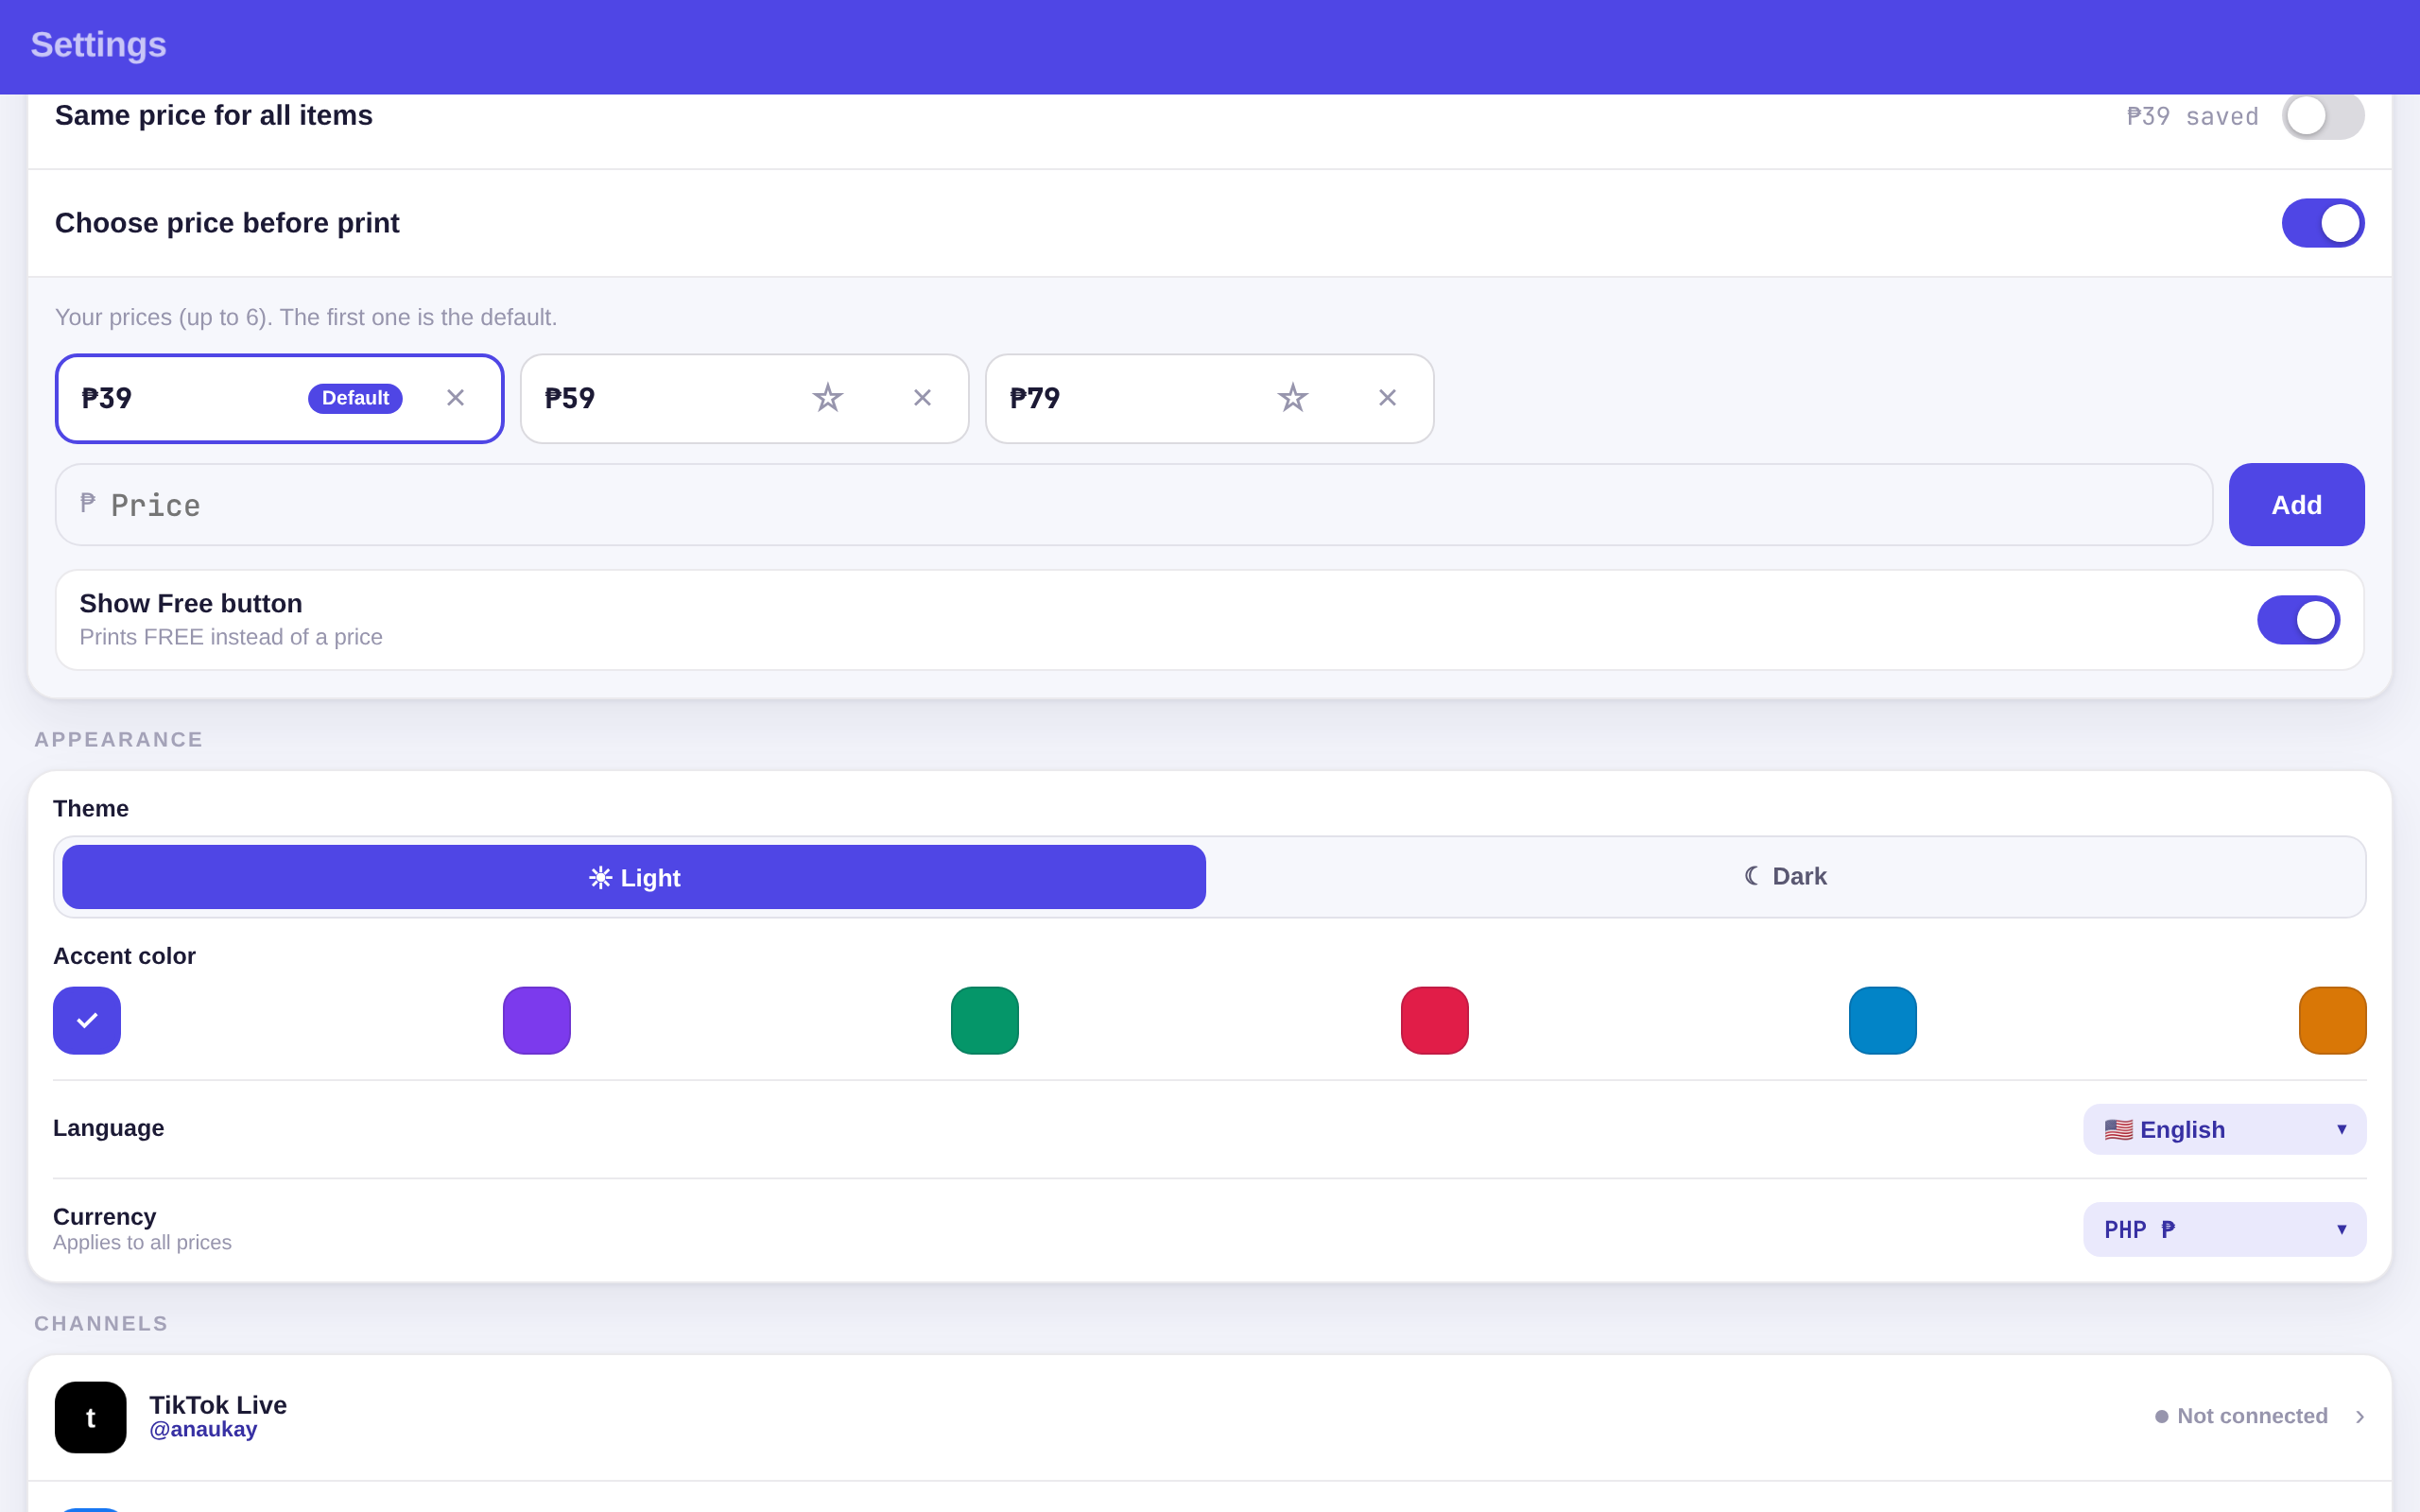 Settings
Same price for all items
₱39 saved
Choose price before print
Your prices (up to 6). The first one is the default.
₱39 Default ✕
₱59 ☆ ✕
₱79 ☆ ✕
₱ Price
Add
Show Free button
Prints FREE instead of a price
APPEARANCE
Theme
☀ Light
☾ Dark
Accent color
Language
🇺🇸 English ▾
Currency
Applies to all prices
PHP ₱ ▾
CHANNELS
t
TikTok Live
@anaukay
Not connected ›